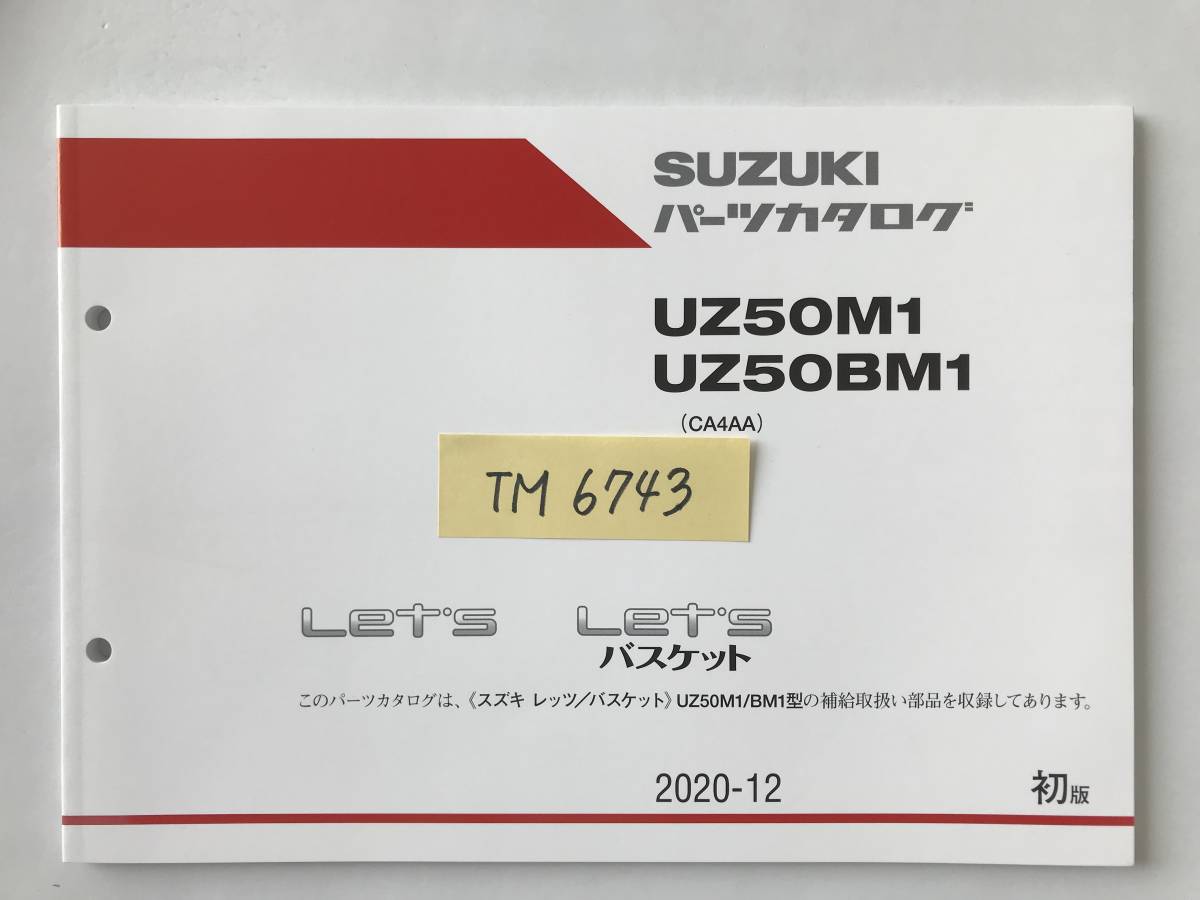 SUZUKI
パーツカタログ
UZ50M1
UZ50BM1
(CA4AA)
TM 6743
Let's Let's
バスケット
このパーツカタログは、《スズキ レッツ／バスケット》UZ50M1/BM1型の補給取扱い部品を収録してあります。
2020-12 初版